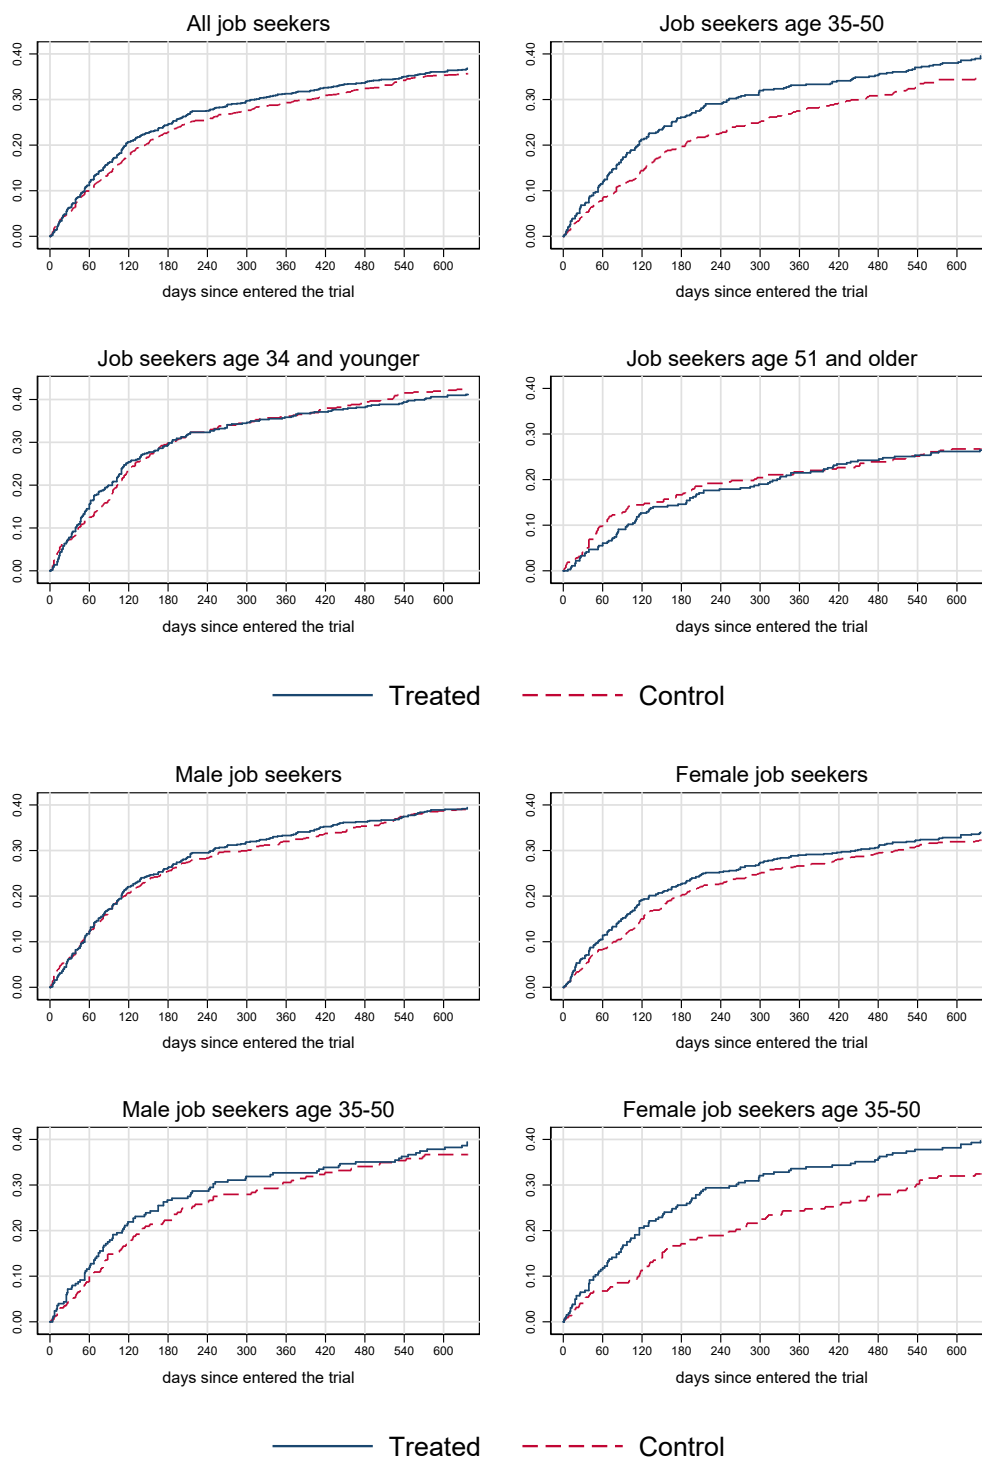 All job seekers
0.00 0.10 0.20 0.30 0.40
0 60 120 180 240 300 360 420 480 540 600
days since entered the trial
Job seekers age 35-50
0.00 0.10 0.20 0.30 0.40
0 60 120 180 240 300 360 420 480 540 600
days since entered the trial
Job seekers age 34 and younger
0.00 0.10 0.20 0.30 0.40
0 60 120 180 240 300 360 420 480 540 600
days since entered the trial
Job seekers age 51 and older
0.00 0.10 0.20 0.30 0.40
0 60 120 180 240 300 360 420 480 540 600
days since entered the trial
Treated Control
Male job seekers
0.00 0.10 0.20 0.30 0.40
0 60 120 180 240 300 360 420 480 540 600
days since entered the trial
Female job seekers
0.00 0.10 0.20 0.30 0.40
0 60 120 180 240 300 360 420 480 540 600
days since entered the trial
Male job seekers age 35-50
0.00 0.10 0.20 0.30 0.40
0 60 120 180 240 300 360 420 480 540 600
days since entered the trial
Female job seekers age 35-50
0.00 0.10 0.20 0.30 0.40
0 60 120 180 240 300 360 420 480 540 600
days since entered the trial
Treated Control